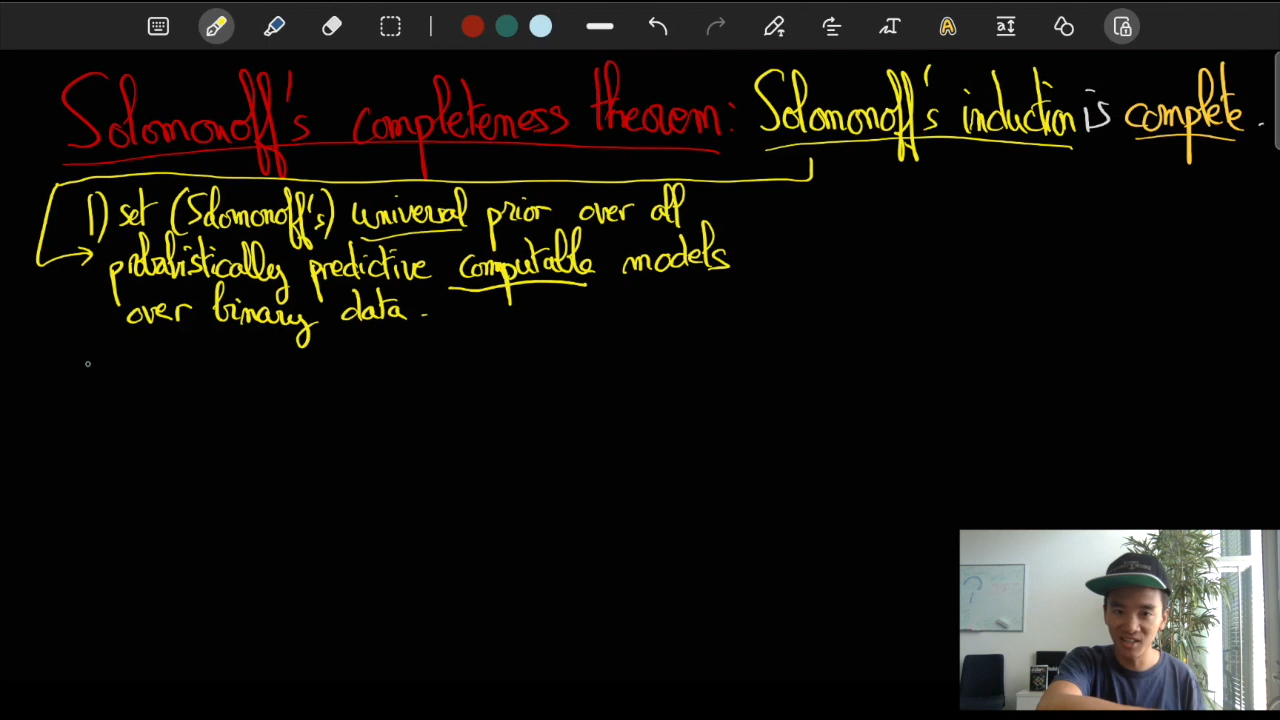 Solomonoff's completeness theorem: Solomonoff's induction is complete.
1) set (Solomonoff's) universal prior over all
probabistically predictive computable models
over binary data.